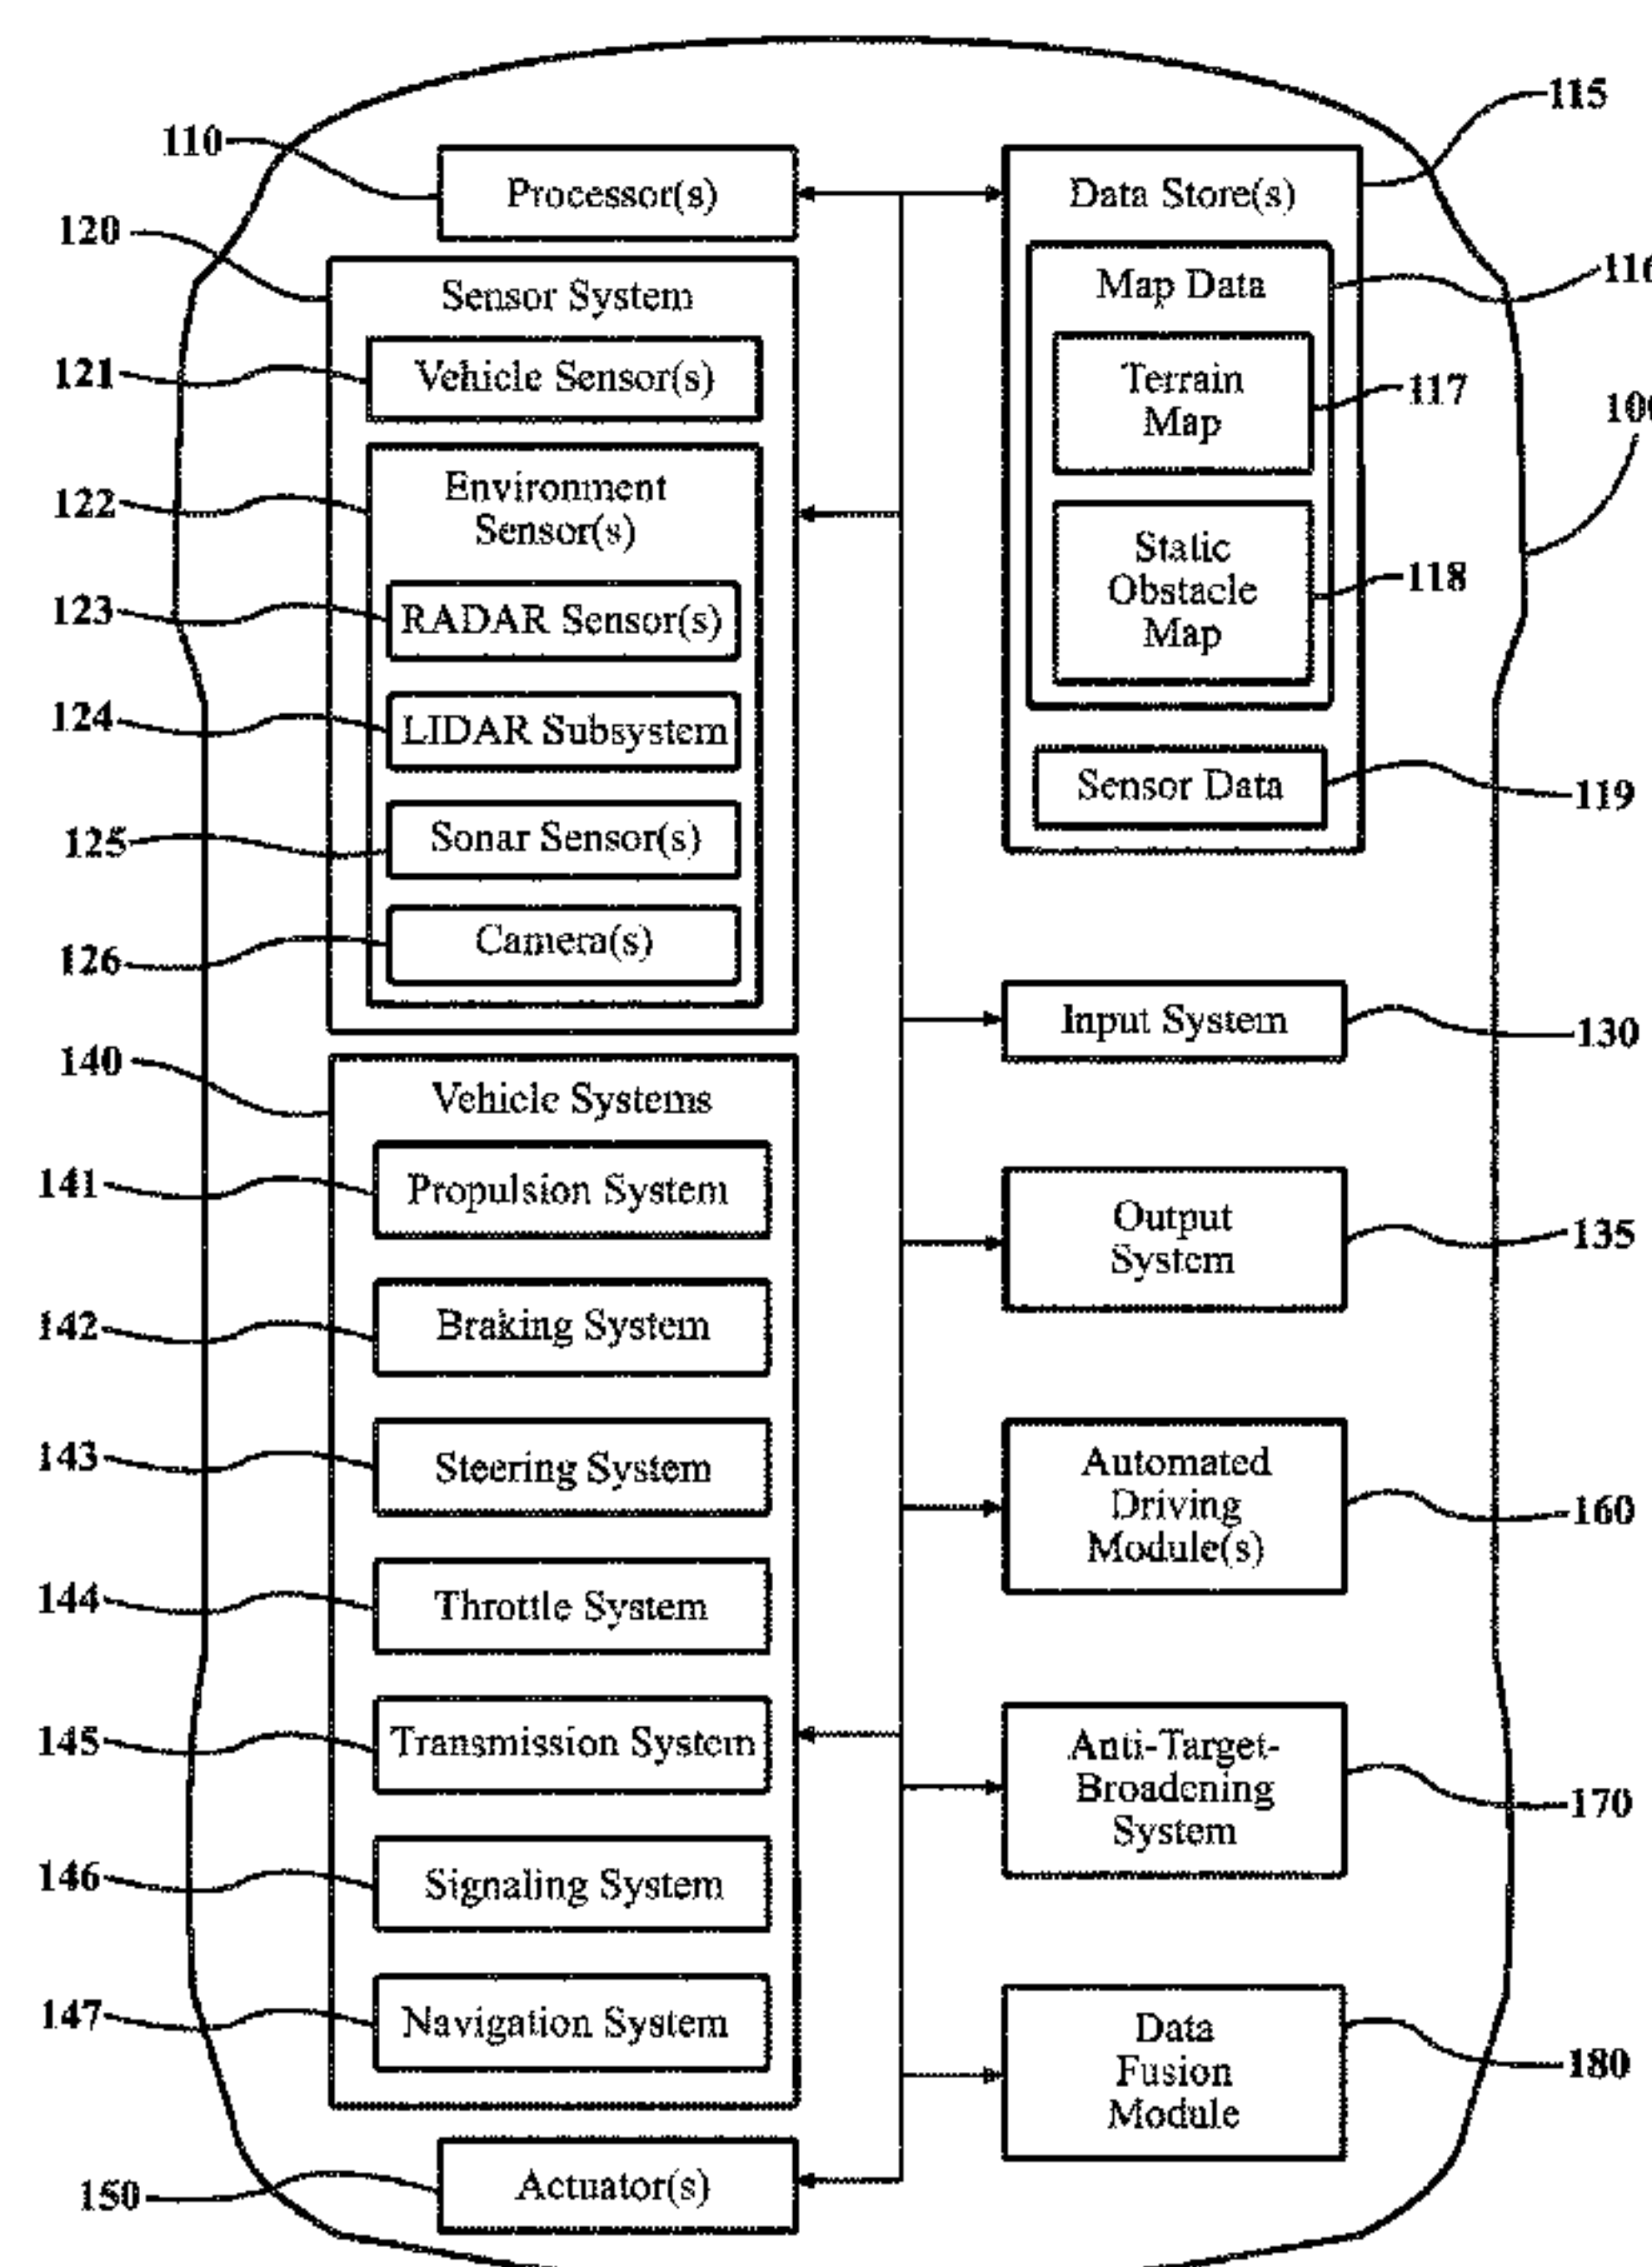 115
110
Processor(s)
Data Store(s)
120
Sensor System
Map Data
116
121
Vehicle Sensor(s)
Terrain
Map
117
100
122
Environment
Sensor(s)
Static
Obstacle
Map
118
123
RADAR Sensor(s)
124
LIDAR Subsystem
Sensor Data
119
125
Sonar Sensor(s)
126
Camera(s)
Input System
130
140
Vehicle Systems
141
Propulsion System
Output
System
135
142
Braking System
143
Steering System
Automated
Driving
Module(s)
160
144
Throttle System
145
Transmission System
Anti-Target-
Broadening
System
170
146
Signaling System
147
Navigation System
Data
Fusion
Module
180
150
Actuator(s)